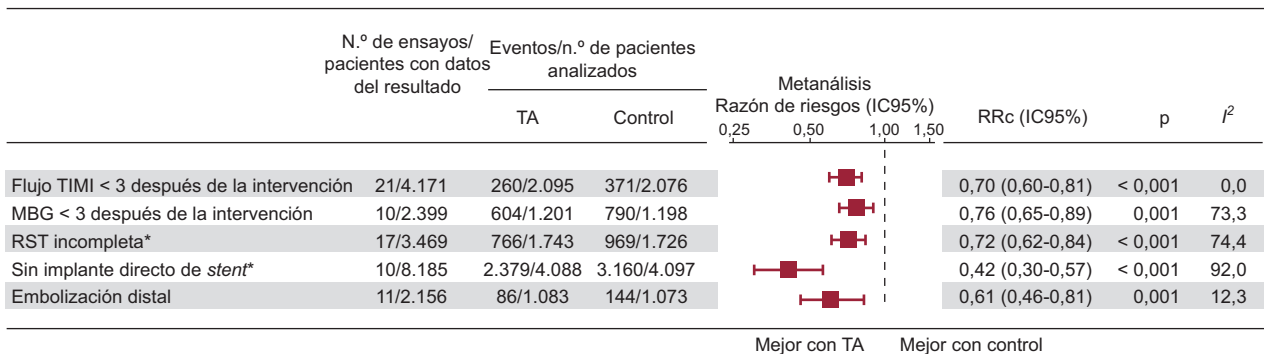 N.º de ensayos/
pacientes con datos
del resultado
Eventos/n.º de pacientes
analizados
TA Control
Metanálisis
Razón de riesgos (IC95%)
0,25 0,50 1,00 1,50
RRc (IC95%) p I²
Flujo TIMI < 3 después de la intervención 21/4.171 260/2.095 371/2.076 0,70 (0,60-0,81) < 0,001 0,0
MBG < 3 después de la intervención 10/2.399 604/1.201 790/1.198 0,76 (0,65-0,89) 0,001 73,3
RST incompleta* 17/3.469 766/1.743 969/1.726 0,72 (0,62-0,84) < 0,001 74,4
Sin implante directo de stent* 10/8.185 2.379/4.088 3.160/4.097 0,42 (0,30-0,57) < 0,001 92,0
Embolización distal 11/2.156 86/1.083 144/1.073 0,61 (0,46-0,81) 0,001 12,3
Mejor con TA Mejor con control